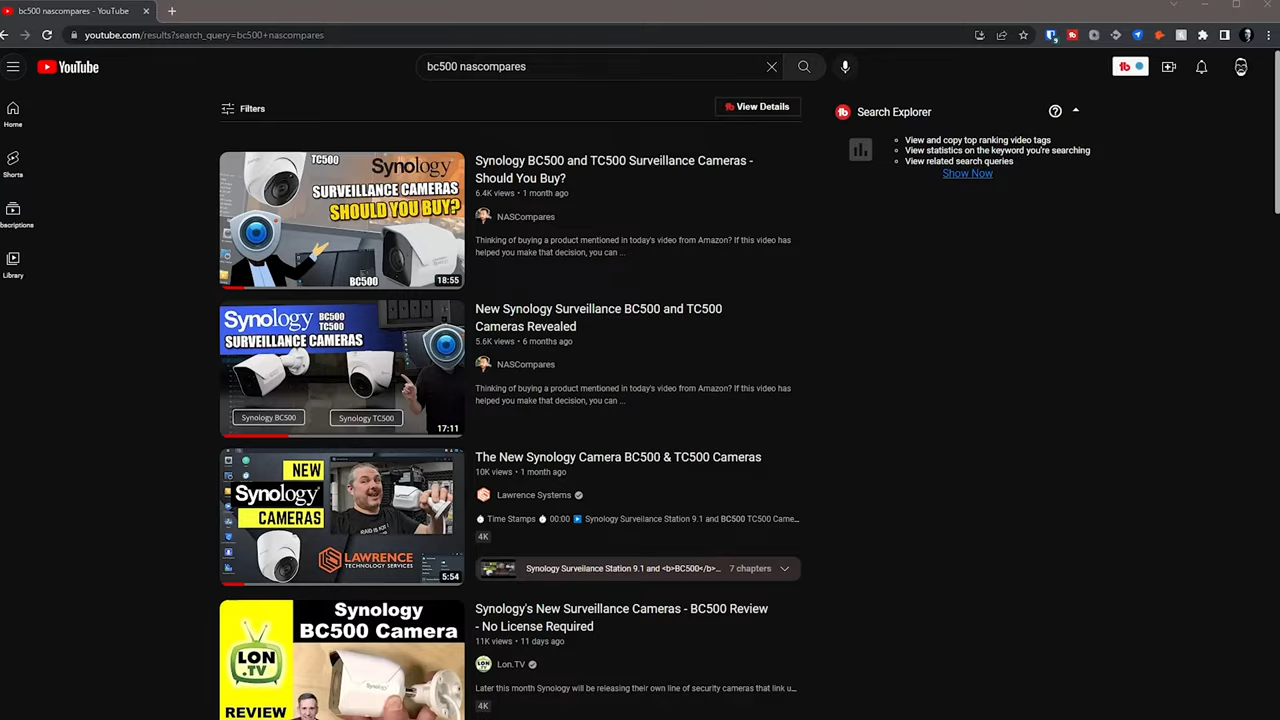 bc500 nascompares - YouTube
youtube.com/results?search_query=bc500+nascompares
YouTube
bc500 nascompares
Home
Shorts
bscriptions
Library
Filters
View Details
TC500
Synology
SURVEILLANCE CAMERAS
SHOULD YOU BUY?
BC500
18:55
Synology BC500 and TC500 Surveillance Cameras -
Should You Buy?
6.4K views • 1 month ago
NASCompares
Thinking of buying a product mentioned in today's video from Amazon? If this video has
helped you make that decision, you can ...
Synology BC500
TC500
SURVEILLANCE CAMERAS
Synology BC500
Synology TC500
17:11
New Synology Surveillance BC500 and TC500
Cameras Revealed
5.6K views • 6 months ago
NASCompares
Thinking of buying a product mentioned in today's video from Amazon? If this video has
helped you make that decision, you can ...
NEW
Synology
CAMERAS
RAID IS
LAWRENCE
TECHNOLOGY SERVICES
5:54
The New Synology Camera BC500 & TC500 Cameras
10K views • 1 month ago
Lawrence Systems
Time Stamps 00:00 Synology Surveillance Station 9.1 and BC500 TC500 Came...
4K
Synology Surveilance Station 9.1 and <b>BC500</b>...
7 chapters
Synology
BC500 Camera
LON
.TV
REVIEW
Synology
Synology's New Surveillance Cameras - BC500 Review
- No License Required
11K views • 11 days ago
LON
Lon.TV
Later this month Synology will be releasing their own line of security cameras that link u...
4K
tb
Search Explorer
View and copy top ranking video tags
View statistics on the keyword you're searching
View related search queries
Show Now